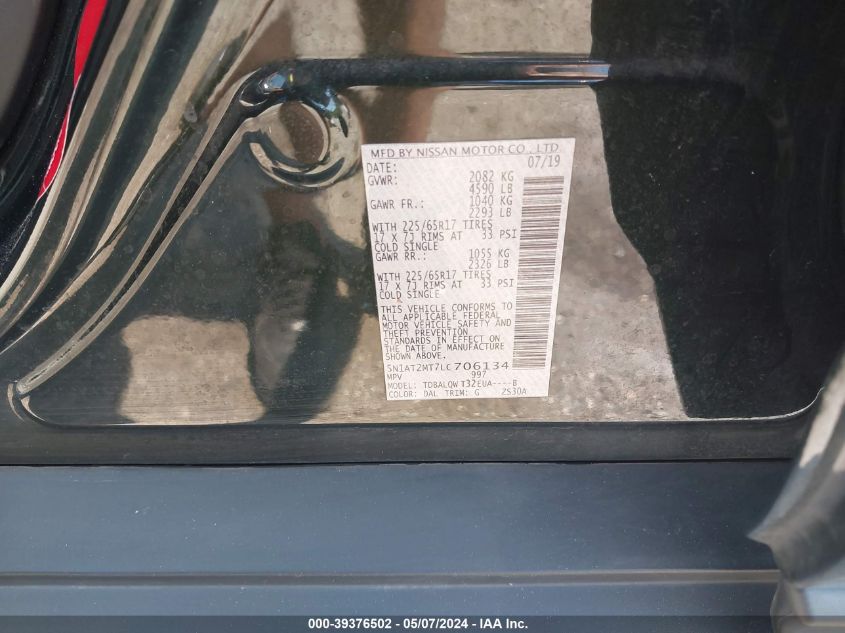 MFD BY NISSAN MOTOR CO., LTD.
DATE: 07/19
GVWR: 2082 KG
4590 LB
GAWR FR.: 1040 KG
2293 LB
WITH 225/65R17 TIRES
17 X 7J RIMS AT 33 PSI
COLD SINGLE
GAWR RR.: 1055 KG
2326 LB
WITH 225/65R17 TIRES
17 X 7J RIMS AT 33 PSI
COLD SINGLE
THIS VEHICLE CONFORMS TO
ALL APPLICABLE FEDERAL
MOTOR VEHICLE SAFETY AND
THEFT PREVENTION
STANDARDS IN EFFECT ON
THE DATE OF MANUFACTURE
SHOWN ABOVE.
5N1AT2MT7LC706134
MPV 997
MODEL: TDBALQW T32EUA----B
COLOR: DAL TRIM: G 2S30A
000-39376502 - 05/07/2024 - IAA Inc.